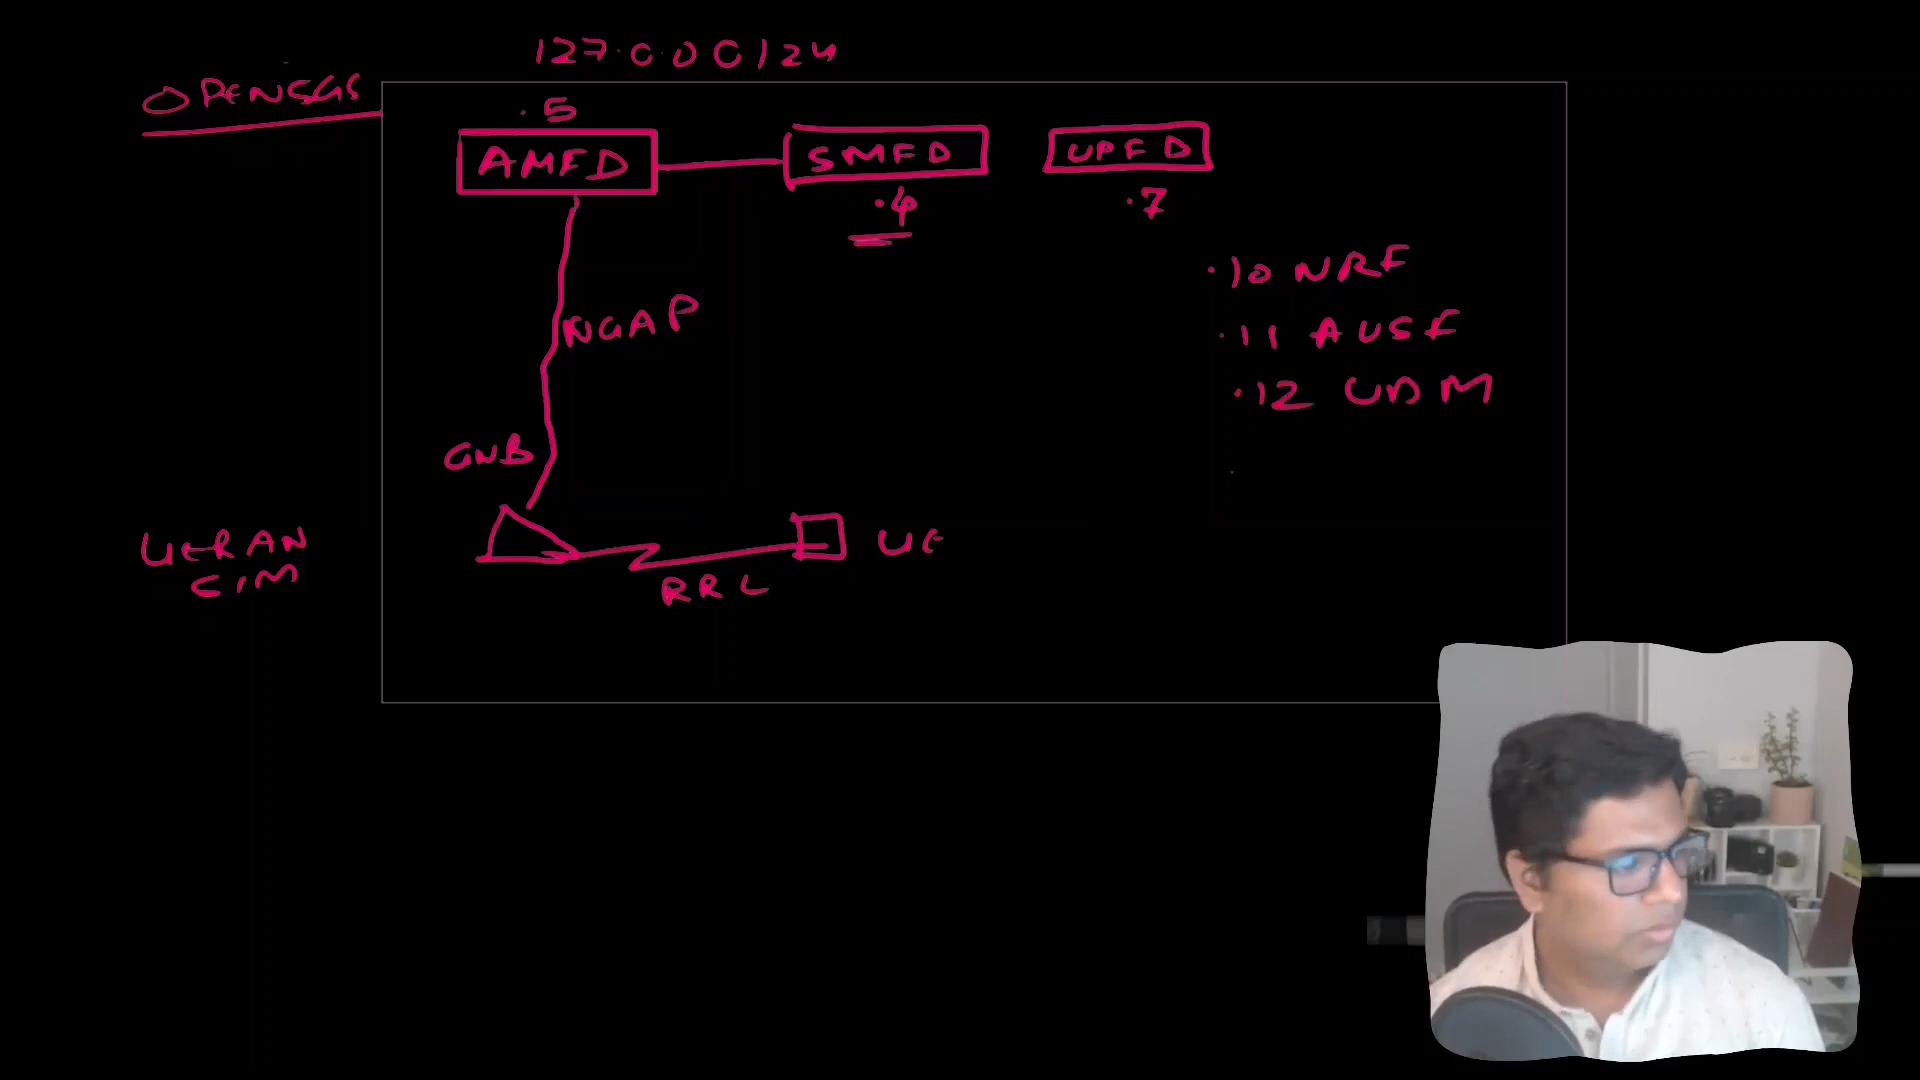 127.0.0.0/24
OPEN5GS
.5
AMFD
SMFD
UPFD
.4
.7
.10 NRF
.11 AUSF
.12 UDM
NGAP
GNB
UERAN
SIM
UE
RRC